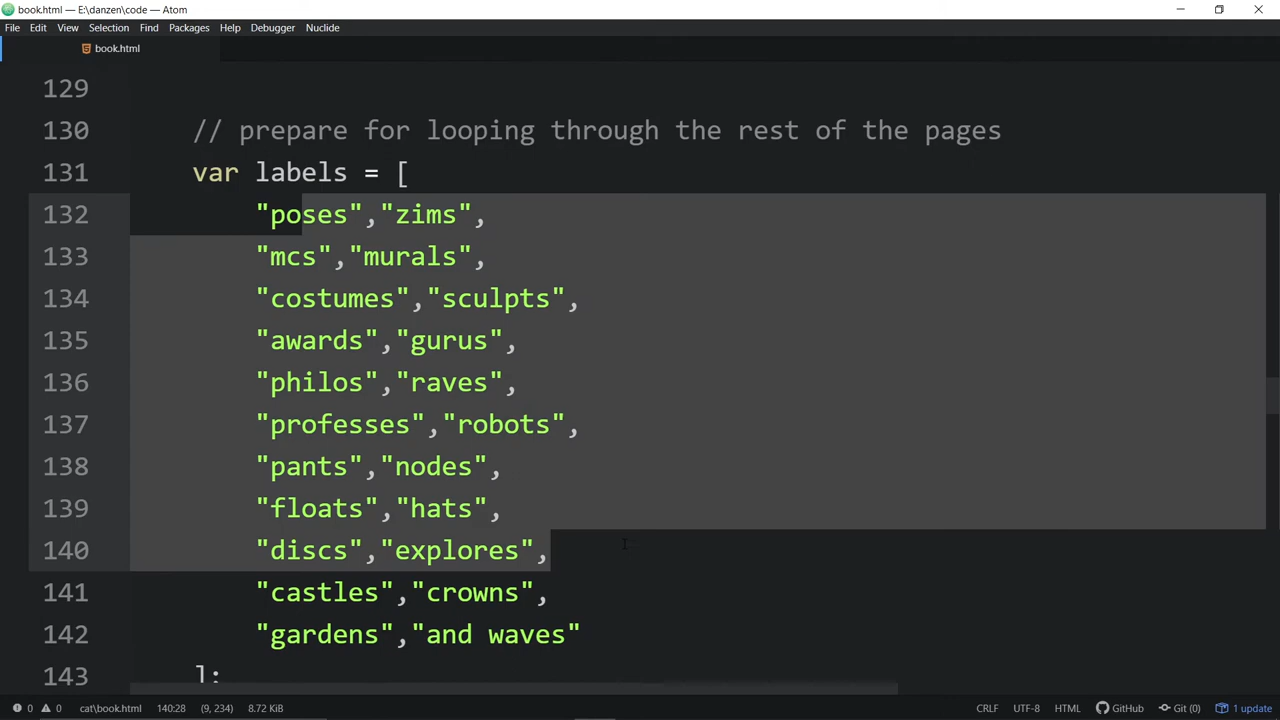 book.html — E:\danzen\code — Atom
File Edit View Selection Find Packages Help Debugger Nuclide
book.html
129
130 // prepare for looping through the rest of the pages
131 var labels = [
132 "poses","zims",
133 "mcs","murals",
134 "costumes","sculpts",
135 "awards","gurus",
136 "philos","raves",
137 "professes","robots",
138 "pants","nodes",
139 "floats","hats",
140 "discs","explores",
141 "castles","crowns",
142 "gardens","and waves"
143 ];
0 0 cat\book.html 140:28 (9, 234) 8.72 KiB CRLF UTF-8 HTML GitHub Git (0) 1 update